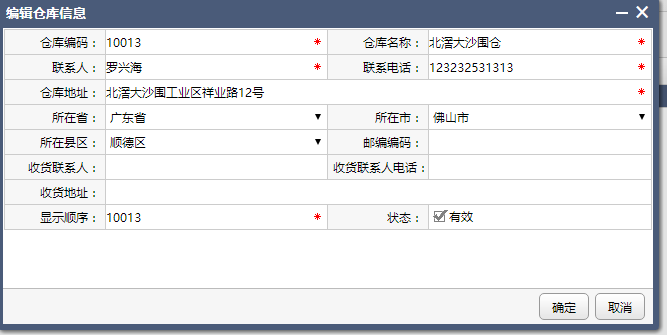 编辑仓库信息
仓库编码： 10013 * 仓库名称： 北滘大沙围仓 *
联系人： 罗兴海 * 联系电话： 123232531313 *
仓库地址： 北滘大沙围工业区祥业路12号 *
所在省： 广东省 所在市： 佛山市
所在县区： 顺德区 邮编编码：
收货联系人： 收货联系人电话：
收货地址：
显示顺序： 10013 * 状态： 有效
确定 取消